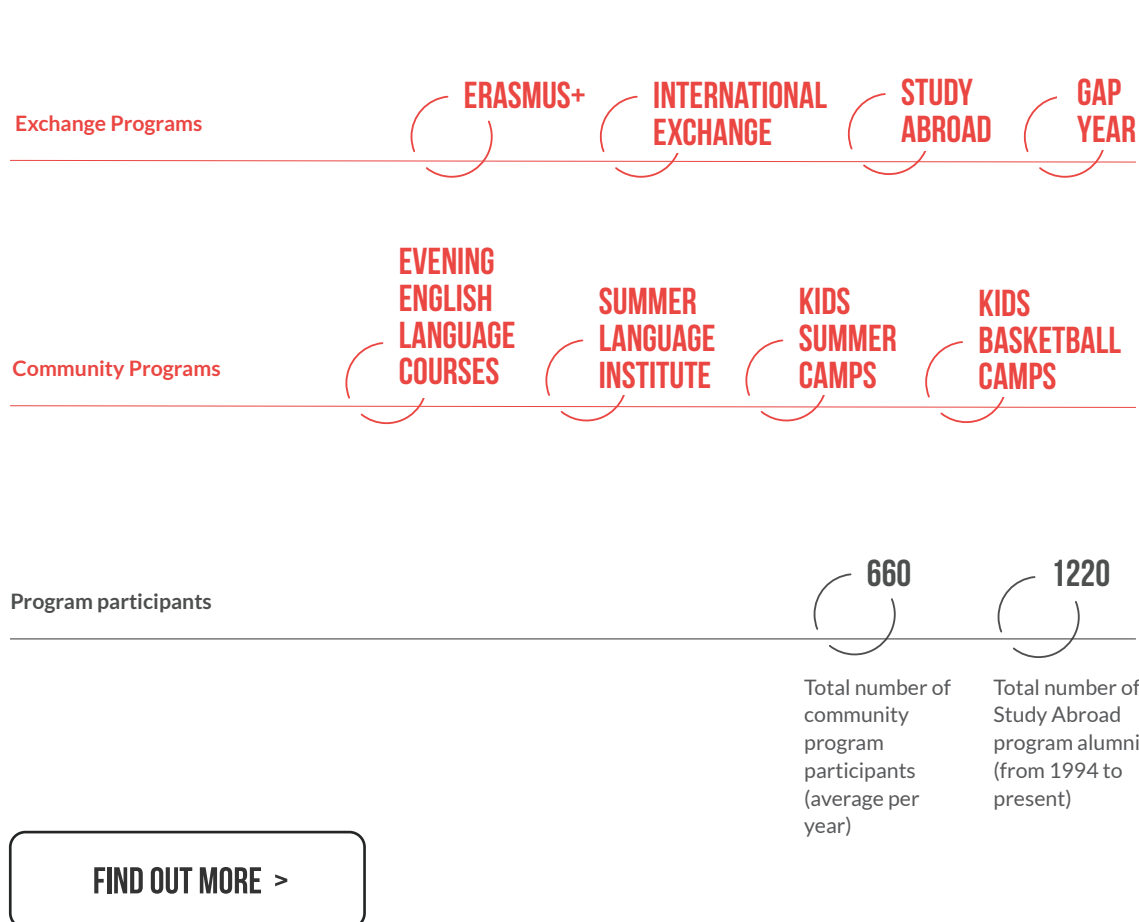 Exchange Programs
ERASMUS+
INTERNATIONAL
EXCHANGE
STUDY
ABROAD
GAP
YEAR
Community Programs
EVENING
ENGLISH
LANGUAGE
COURSES
SUMMER
LANGUAGE
INSTITUTE
KIDS
SUMMER
CAMPS
KIDS
BASKETBALL
CAMPS
Program participants
660
Total number of
community
program
participants
(average per
year)
1220
Total number of
Study Abroad
program alumni
(from 1994 to
present)
FIND OUT MORE >